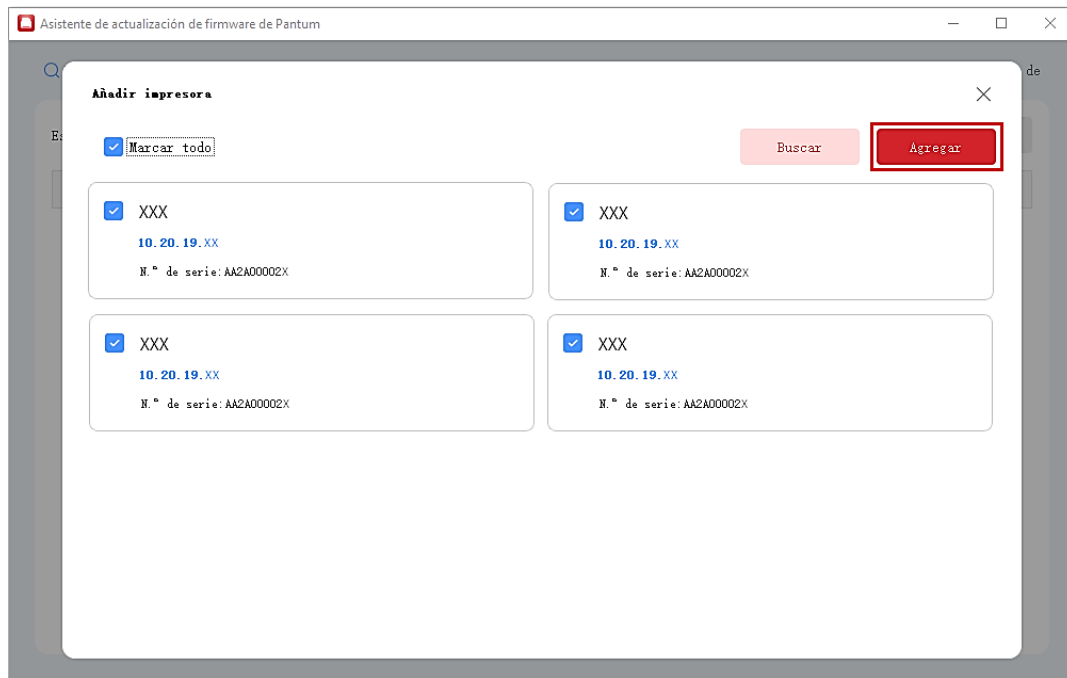 Asistente de actualización de firmware de Pantum
de
Añadir impresora
Marcar todo
Buscar
Agregar
XXX
10.20.19.XX
N.º de serie:AA2A00002X
XXX
10.20.19.XX
N.º de serie:AA2A00002X
XXX
10.20.19.XX
N.º de serie:AA2A00002X
XXX
10.20.19.XX
N.º de serie:AA2A00002X